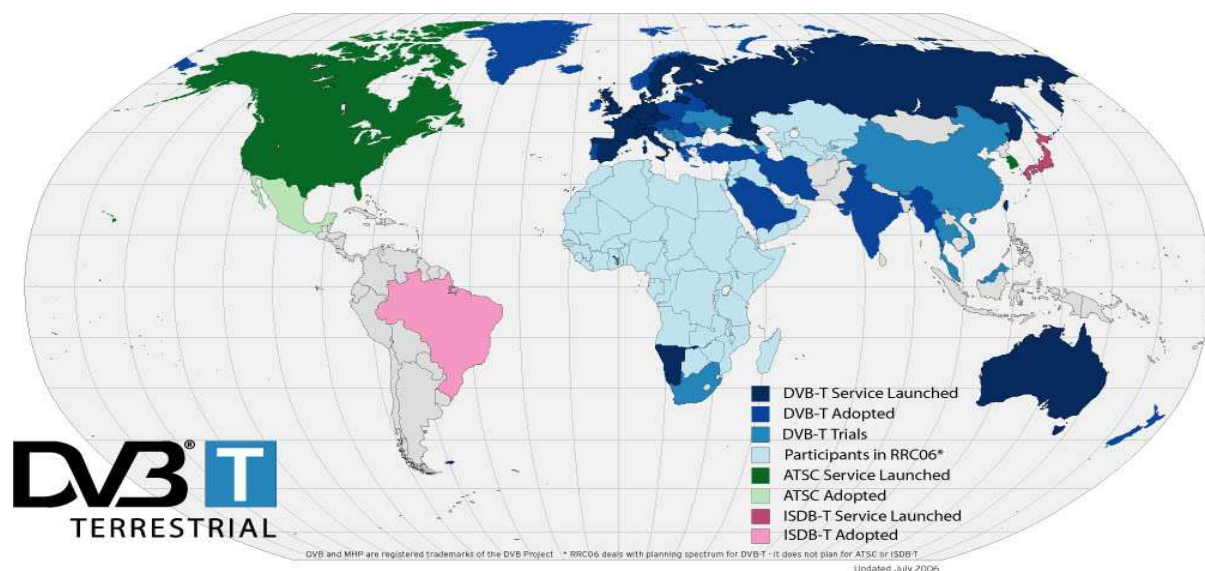 DVB-T Service Launched
DVB-T Adopted
DVB-T Trials
Participants in RRC06*
ATSC Service Launched
ATSC Adopted
ISDB-T Service Launched
ISDB-T Adopted
DVB® T
TERRESTRIAL
DVB and MHP are registered trademarks of the DVB Project * RRC06 deals with planning spectrum for DVB-T - it does not plan for ATSC or ISDB-T
Updated July 2006